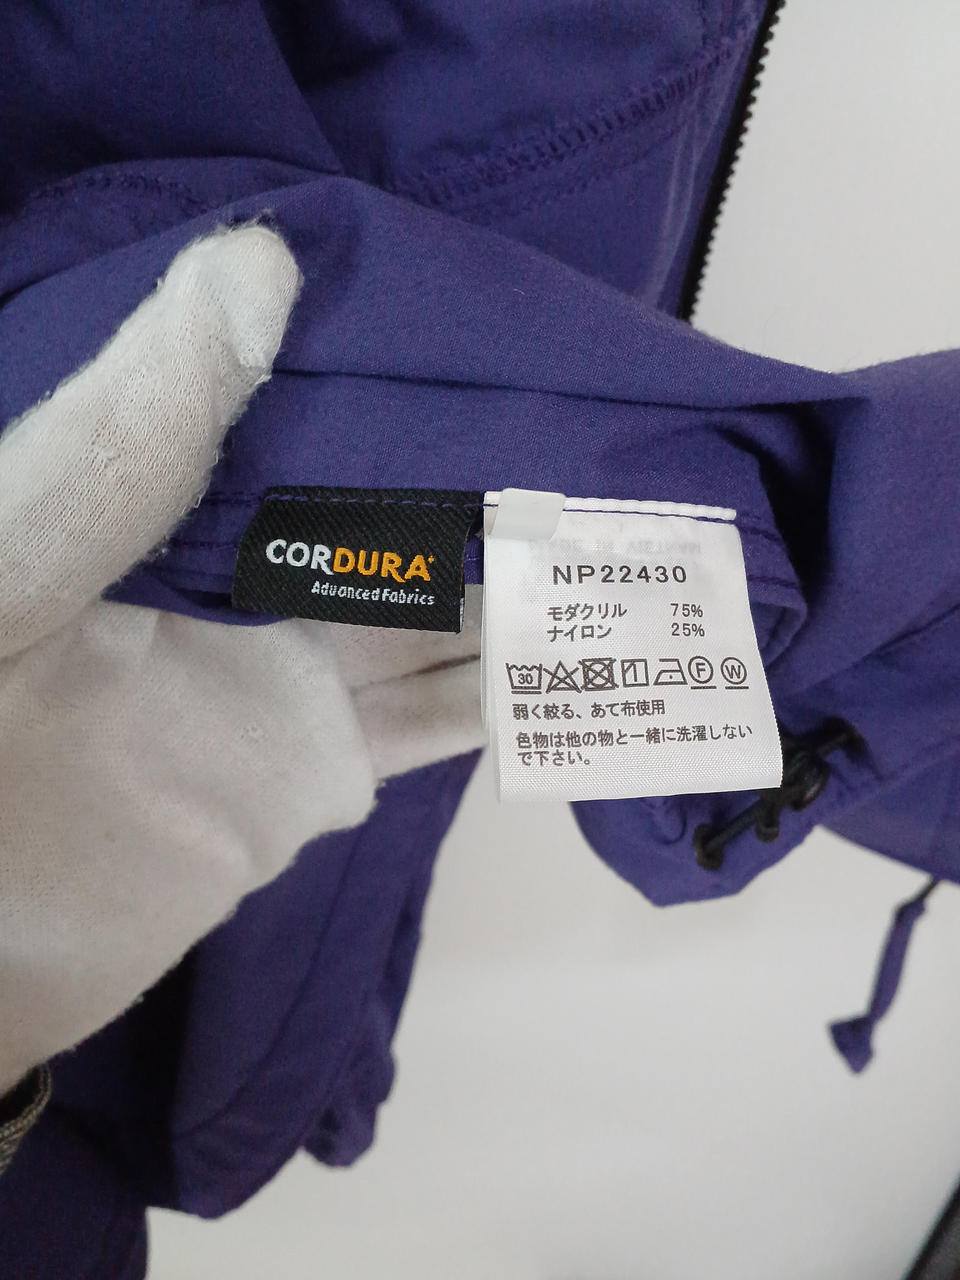 CORDURA
Advanced Fabrics
NP22430
モダクリル 75%
ナイロン 25%
30 F W
弱く絞る、あて布使用
色物は他の物と一緒に洗濯しない
で下さい。